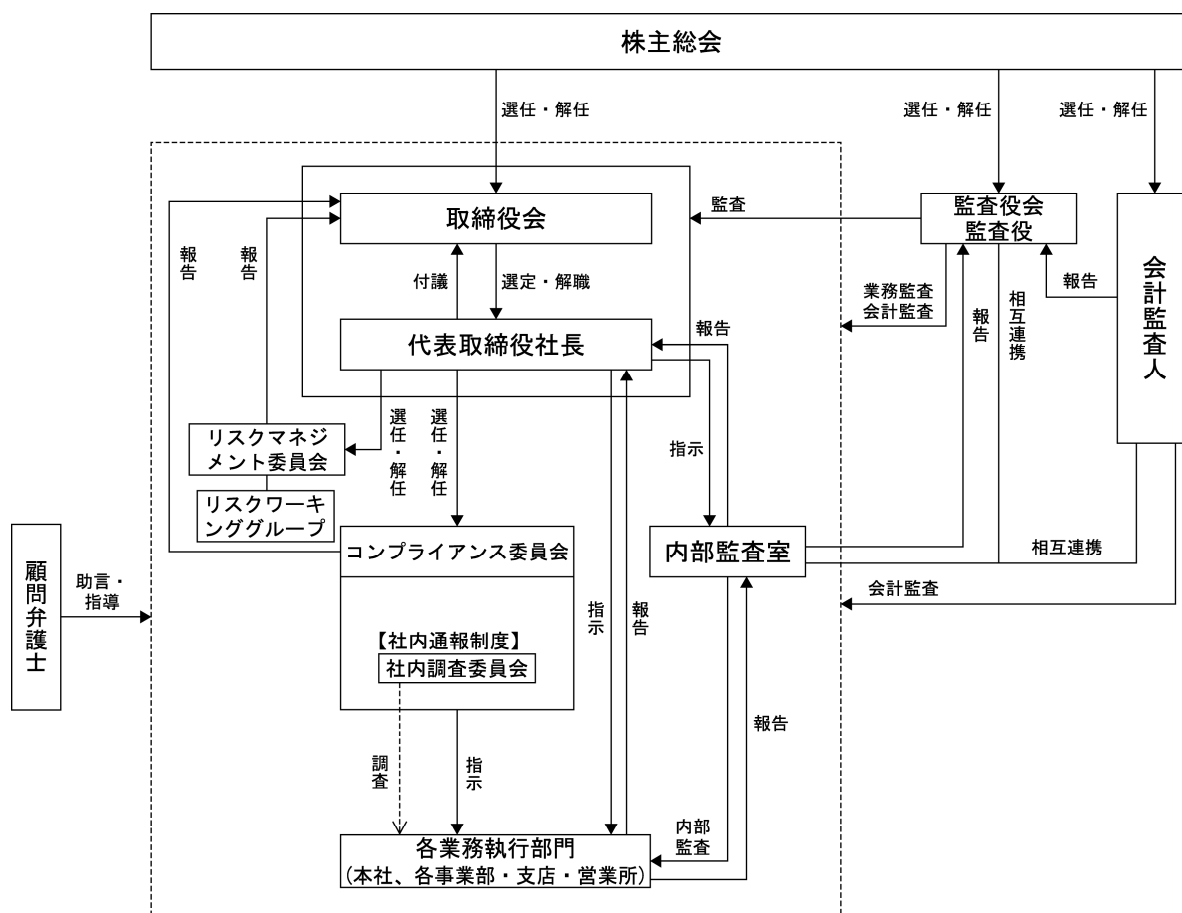 株主総会
選任・解任
選任・解任
選任・解任
取締役会
監査
監査役会
監査役
会計監査人
報告
報告
付議
選定・解職
業務監査
会計監査
報告
相互連携
報告
代表取締役社長
報告
選任・解任
選任・解任
指示
リスクマネジ
メント委員会
リスクワーキ
ンググループ
コンプライアンス委員会
内部監査室
相互連携
会計監査
顧問弁護士
助言・
指導
指示
報告
【社内通報制度】
社内調査委員会
報告
調査
指示
内部
監査
各業務執行部門
(本社、各事業部・支店・営業所)